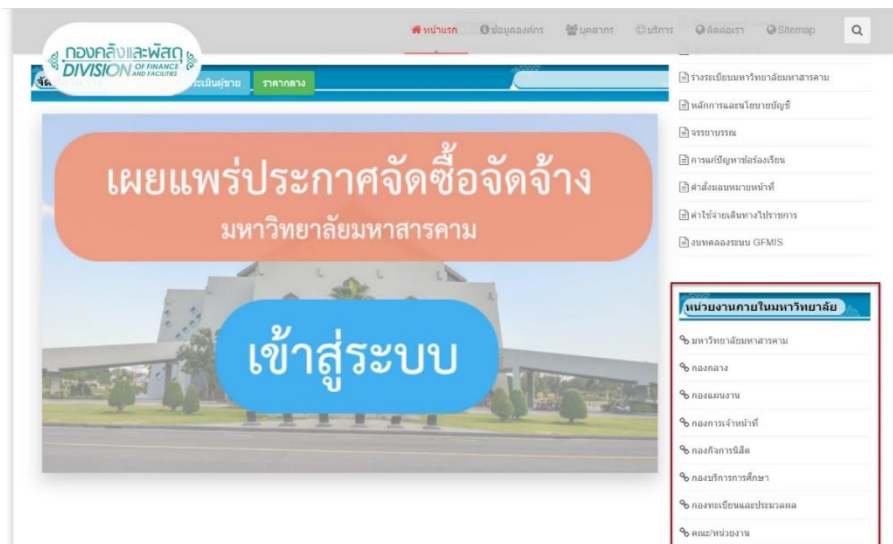 หน้าแรก
ข้อมูลองค์กร
บุคลากร
บริการ
ติดต่อเรา
Sitemap
กองคลังและพัสดุ
DIVISION OF FINANCE AND FACILITIES
ราคากลาง
เผยแพร่ประกาศจัดซื้อจัดจ้าง
มหาวิทยาลัยมหาสารคาม
เข้าสู่ระบบ
ร่างระเบียบมหาวิทยาลัยมหาสารคาม
หลักการและนโยบายบัญชี
จรรยาบรรณ
การแก้ปัญหาข้อร้องเรียน
คำสั่งมอบหมายหน้าที่
ค่าใช้จ่ายเดินทางไปราชการ
งบทดลองระบบ GFMIS
หน่วยงานภายในมหาวิทยาลัย
มหาวิทยาลัยมหาสารคาม
กองกลาง
กองแผนงาน
กองการเจ้าหน้าที่
กองกิจการนิสิต
กองบริการการศึกษา
กองทะเบียนและประมวลผล
คณะ/หน่วยงาน